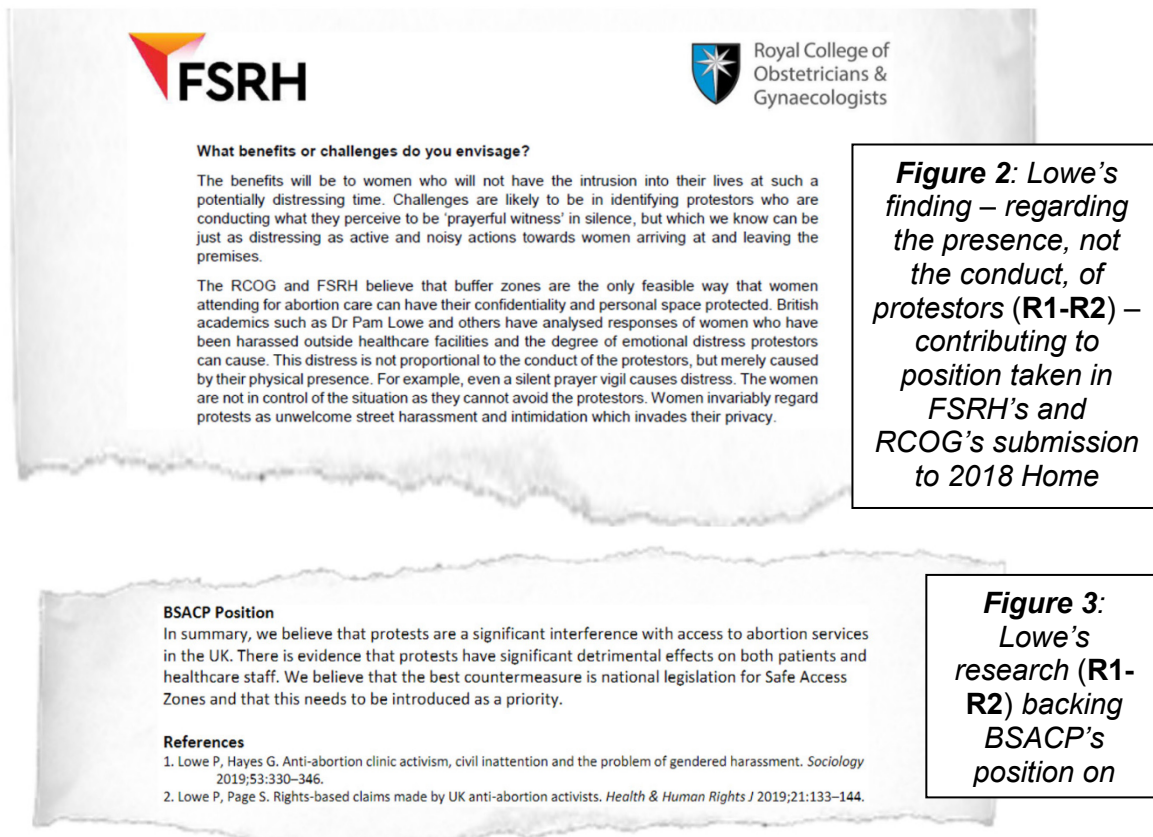 FSRH
Royal College of
Obstetricians &
Gynaecologists
What benefits or challenges do you envisage?
The benefits will be to women who will not have the intrusion into their lives at such a
potentially distressing time. Challenges are likely to be in identifying protestors who are
conducting what they perceive to be 'prayerful witness' in silence, but which we know can be
just as distressing as active and noisy actions towards women arriving at and leaving the
premises.
The RCOG and FSRH believe that buffer zones are the only feasible way that women
attending for abortion care can have their confidentiality and personal space protected. British
academics such as Dr Pam Lowe and others have analysed responses of women who have
been harassed outside healthcare facilities and the degree of emotional distress protestors
can cause. This distress is not proportional to the conduct of the protestors, but merely caused
by their physical presence. For example, even a silent prayer vigil causes distress. The women
are not in control of the situation as they cannot avoid the protestors. Women invariably regard
protests as unwelcome street harassment and intimidation which invades their privacy.
Figure 2: Lowe's
finding – regarding
the presence, not
the conduct, of
protestors (R1-R2) –
contributing to
position taken in
FSRH's and
RCOG's submission
to 2018 Home
BSACP Position
In summary, we believe that protests are a significant interference with access to abortion services
in the UK. There is evidence that protests have significant detrimental effects on both patients and
healthcare staff. We believe that the best countermeasure is national legislation for Safe Access
Zones and that this needs to be introduced as a priority.
References
1. Lowe P, Hayes G. Anti-abortion clinic activism, civil inattention and the problem of gendered harassment. Sociology
2019;53:330–346.
2. Lowe P, Page S. Rights-based claims made by UK anti-abortion activists. Health & Human Rights J 2019;21:133–144.
Figure 3:
Lowe's
research (R1-
R2) backing
BSACP's
position on